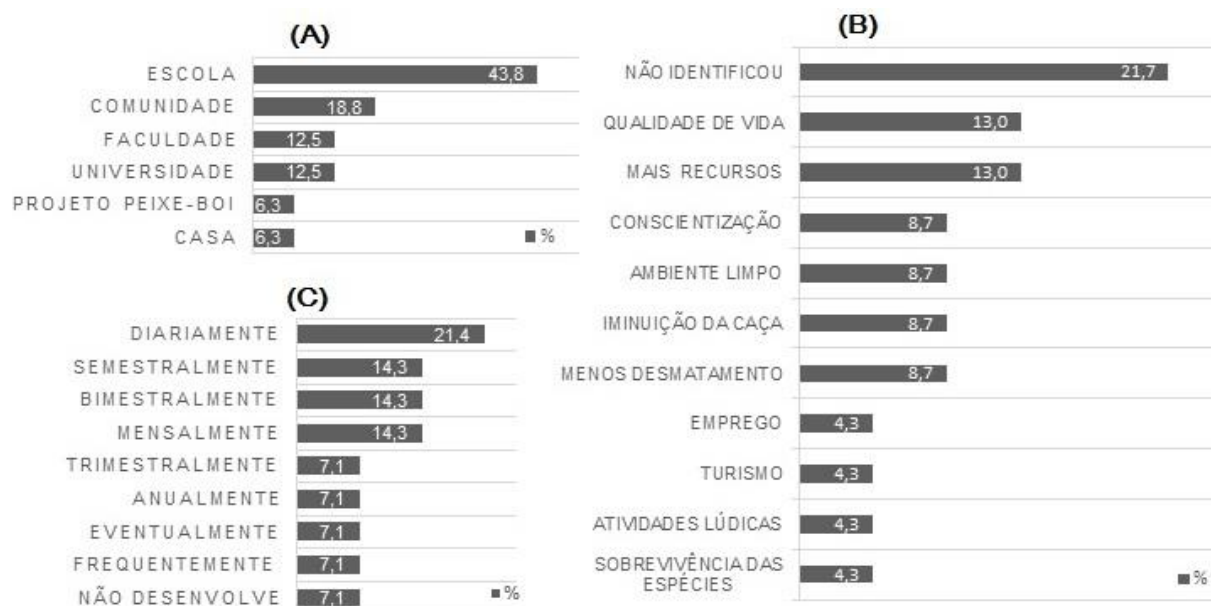 (A)
ESCOLA 43,8
COMUNIDADE 18,8
FACULDADE 12,5
UNIVERSIDADE 12,5
PROJETO PEIXE-BOI 6,3
CASA 6,3
%
(C)
DIARIAMENTE 21,4
SEMESTRALMENTE 14,3
BIMESTRALMENTE 14,3
MENSALMENTE 14,3
TRIMESTRALMENTE 7,1
ANUALMENTE 7,1
EVENTUALMENTE 7,1
FREQUENTEMENTE 7,1
NÃO DESENVOLVE 7,1
%
(B)
NÃO IDENTIFICOU 21,7
QUALIDADE DE VIDA 13,0
MAIS RECURSOS 13,0
CONSCIENTIZAÇÃO 8,7
AMBIENTE LIMPO 8,7
IMINUIÇÃO DA CAÇA 8,7
MENOS DESMATAMENTO 8,7
EMPREGO 4,3
TURISMO 4,3
ATIVIDADES LÚDICAS 4,3
SOBREVIVÊNCIA DAS
ESPÉCIES 4,3
%